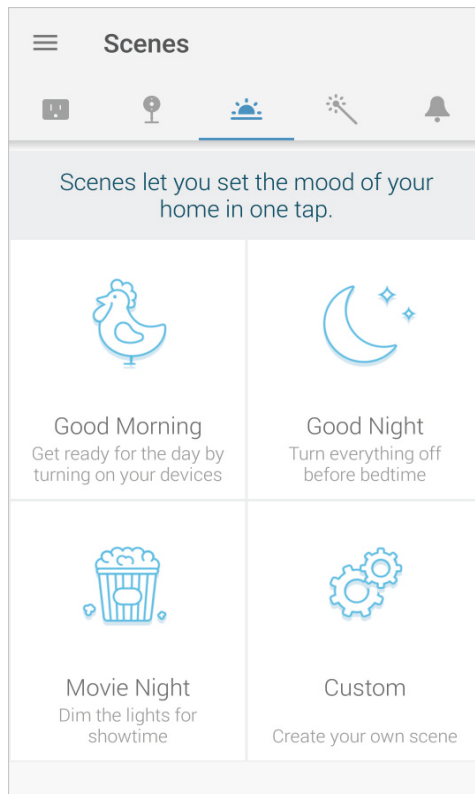 Scenes
Scenes let you set the mood of your
home in one tap.
Good Morning
Get ready for the day by
turning on your devices
Good Night
Turn everything off
before bedtime
Movie Night
Dim the lights for
showtime
Custom
Create your own scene